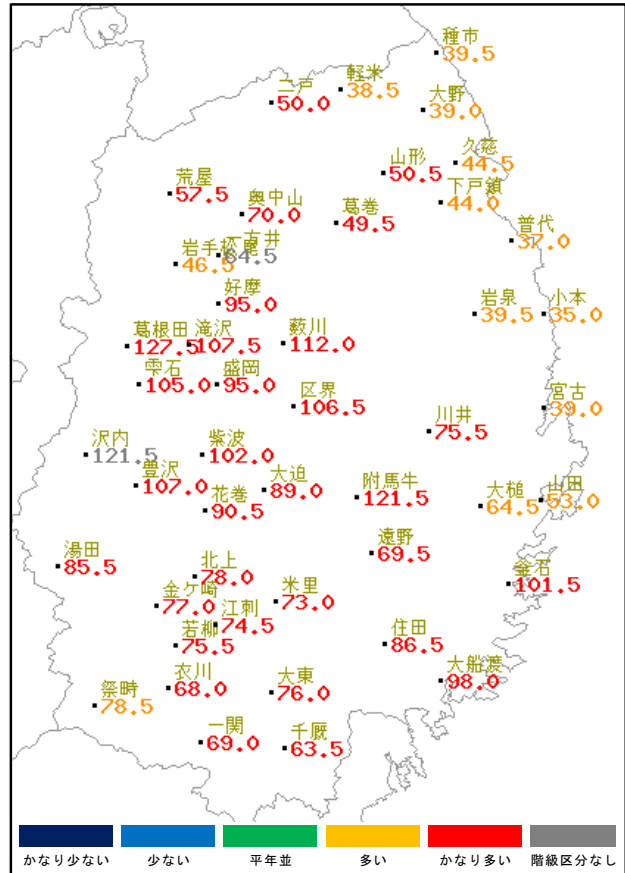 種市
39.5
軽米
38.5
二戸
50.0
大野
39.0
久慈
44.5
山形
50.5
荒屋
57.5
下戸鎖
44.0
奥中山
70.0
葛巻
49.5
普代
37.0
一方井
84.5
岩手松尾
46.5
好摩
95.0
岩泉
39.5
小本
35.0
葛根田
127.5
滝沢
107.5
薮川
112.0
雫石
105.0
盛岡
95.0
区界
106.5
宮古
39.0
川井
75.5
沢内
121.5
紫波
102.0
豊沢
107.0
大迫
89.0
附馬牛
121.5
花巻
90.5
大槌
64.5
山田
53.0
湯田
85.5
遠野
69.5
北上
78.0
釜石
101.5
金ケ崎
77.0
米里
73.0
江刺
74.5
若柳
75.5
住田
86.5
衣川
68.0
大東
76.0
大船渡
98.0
祭畤
78.5
一関
69.0
千厩
63.5
かなり少ない
少ない
平年並
多い
かなり多い
階級区分なし